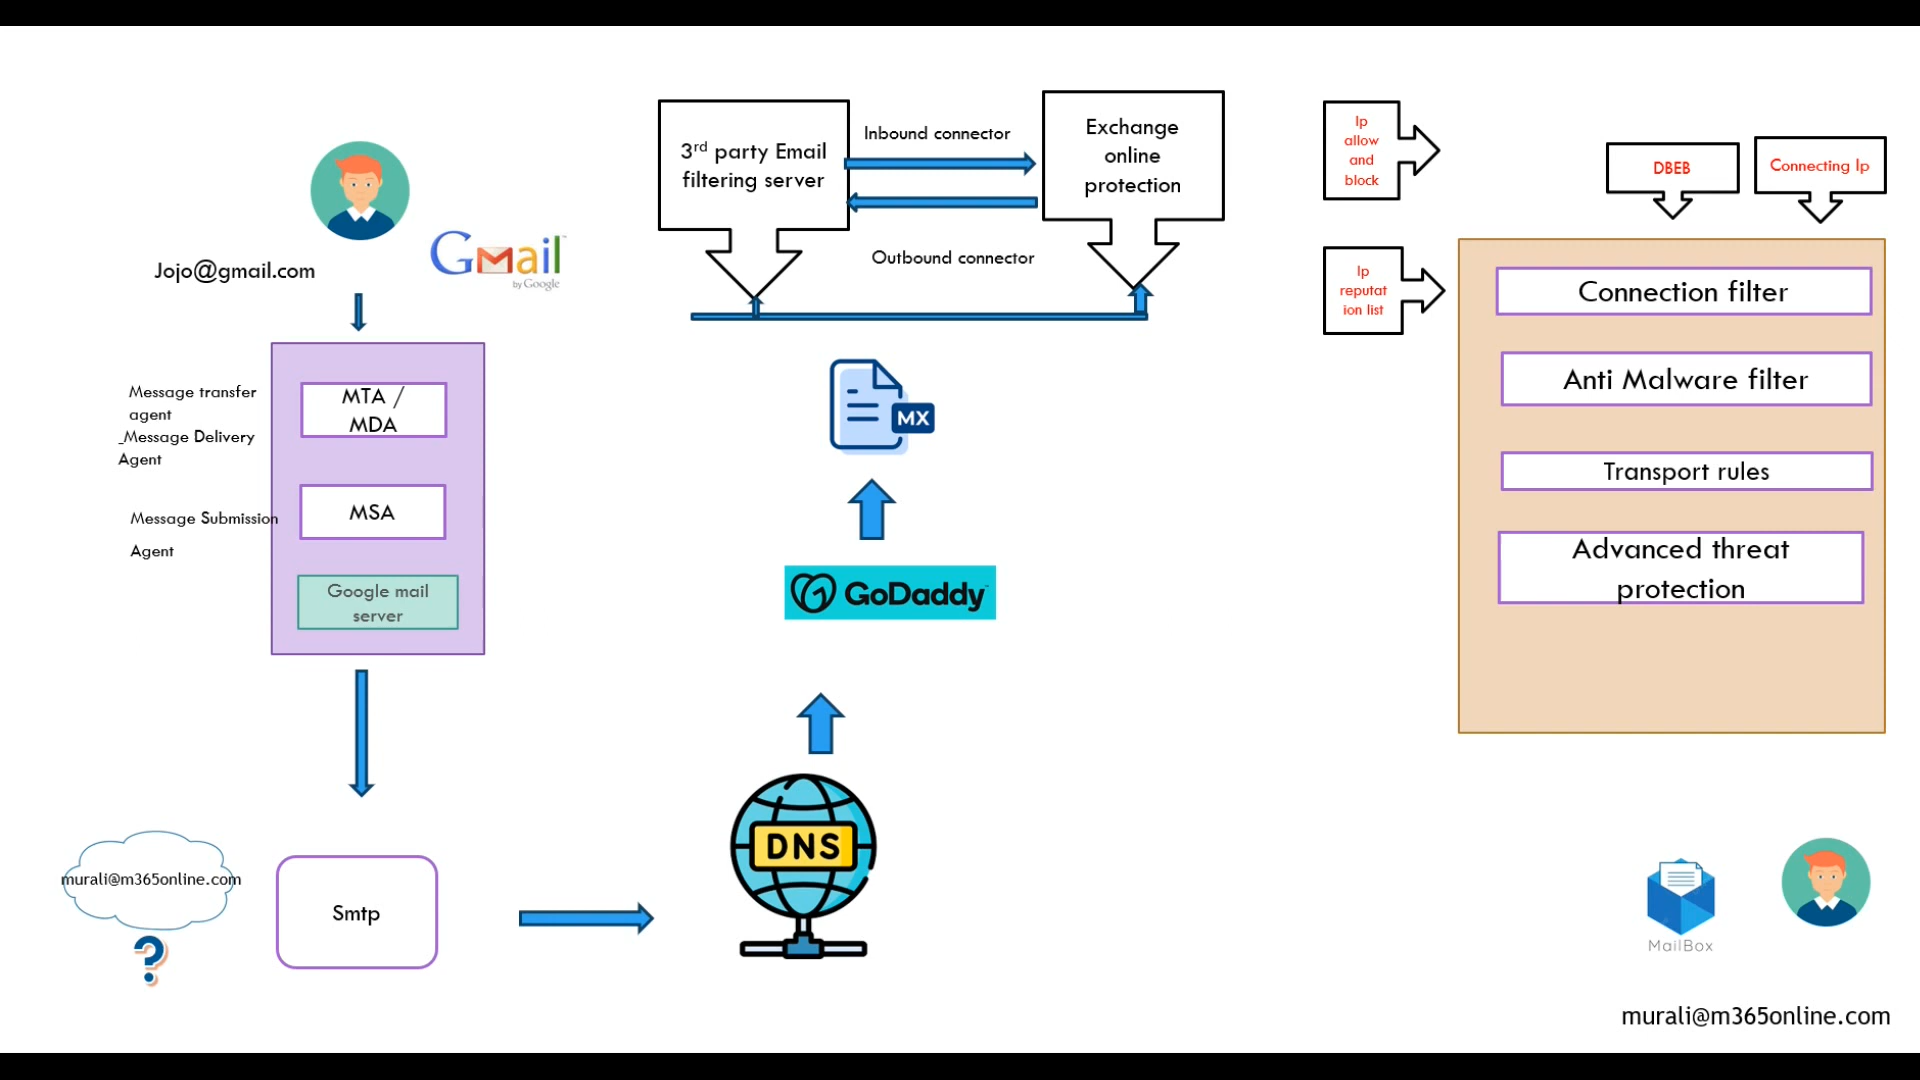 Jojo@gmail.com
Gmail
by Google
Message transfer
agent
_Message Delivery
Agent
Message Submission
Agent
MTA /
MDA
MSA
Google mail
server
murali@m365online.com
?
Smtp
DNS
GoDaddy
MX
3rd party Email
filtering server
Inbound connector
Outbound connector
Exchange
online
protection
Ip
allow
and
block
Ip
reputat
ion list
DBEB
Connecting Ip
Connection filter
Anti Malware filter
Transport rules
Advanced threat
protection
MailBox
murali@m365online.com